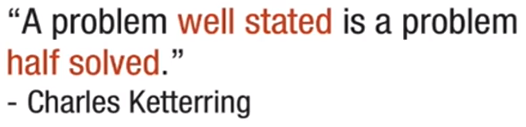 “A problem well stated is a problem
half solved.”
- Charles Ketterring